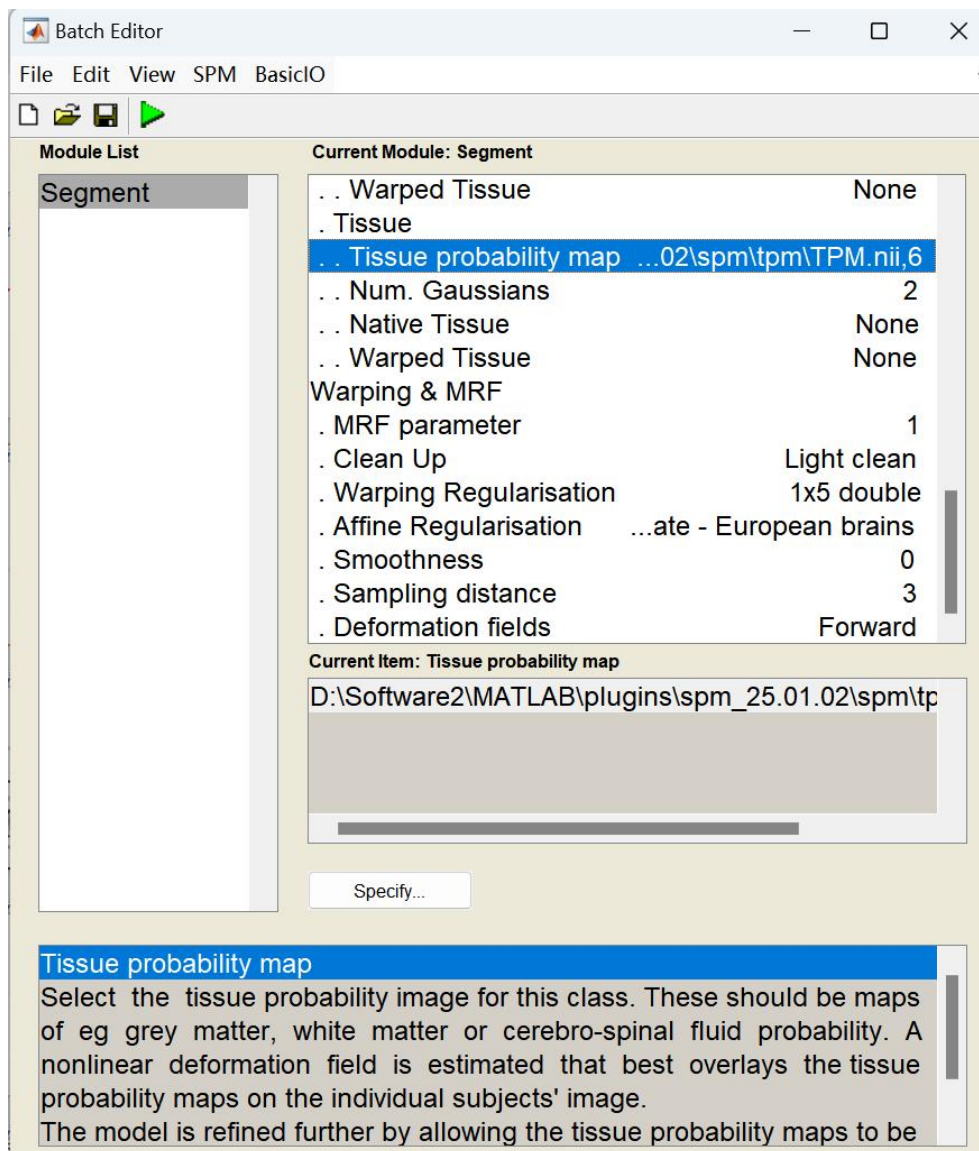 Batch Editor
File Edit View SPM BasicIO
Module List
Segment
Current Module: Segment
. . Warped Tissue None
. Tissue
. . Tissue probability map ...02\spm\tpm\TPM.nii,6
. . Num. Gaussians 2
. . Native Tissue None
. . Warped Tissue None
Warping & MRF
. MRF parameter 1
. Clean Up Light clean
. Warping Regularisation 1x5 double
. Affine Regularisation ...ate - European brains
. Smoothness 0
. Sampling distance 3
. Deformation fields Forward
Current Item: Tissue probability map
D:\Software2\MATLAB\plugins\spm_25.01.02\spm\tp
Specify...
Tissue probability map
Select the tissue probability image for this class. These should be maps
of eg grey matter, white matter or cerebro-spinal fluid probability. A
nonlinear deformation field is estimated that best overlays the tissue
probability maps on the individual subjects' image.
The model is refined further by allowing the tissue probability maps to be